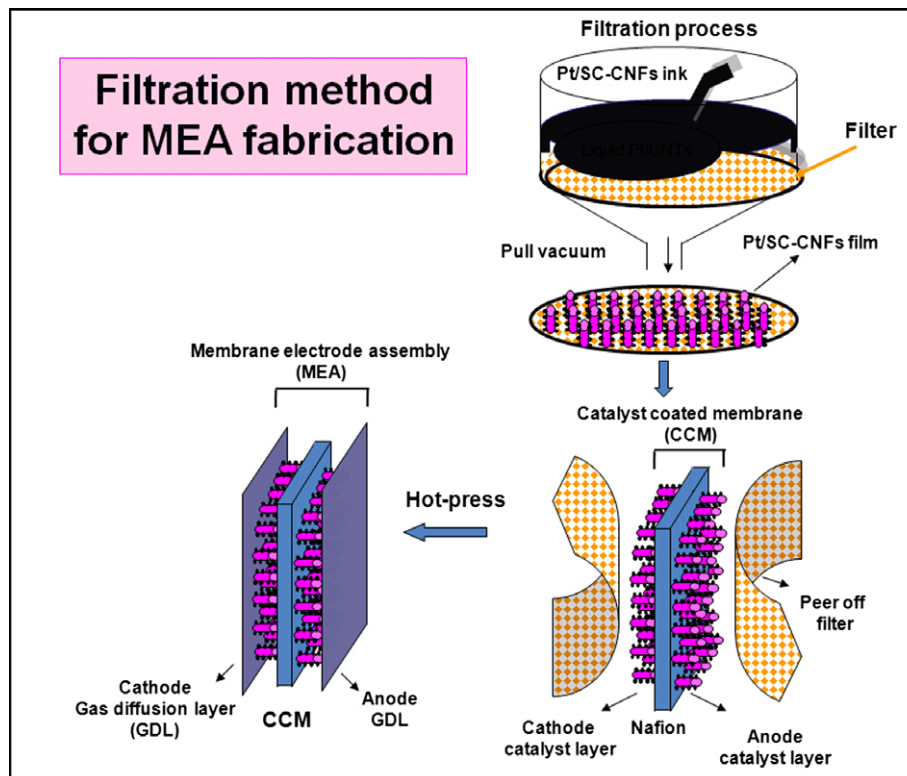 Filtration method
for MEA fabrication
Filtration process
Pt/SC-CNFs ink
Filter
Liquid Pt/CNTs
Pull vacuum
Pt/SC-CNFs film
Membrane electrode assembly
(MEA)
Catalyst coated membrane
(CCM)
Hot-press
Peer off
filter
Cathode
Gas diffusion layer
(GDL)
CCM
Anode
GDL
Cathode
catalyst layer
Nafion
Anode
catalyst layer